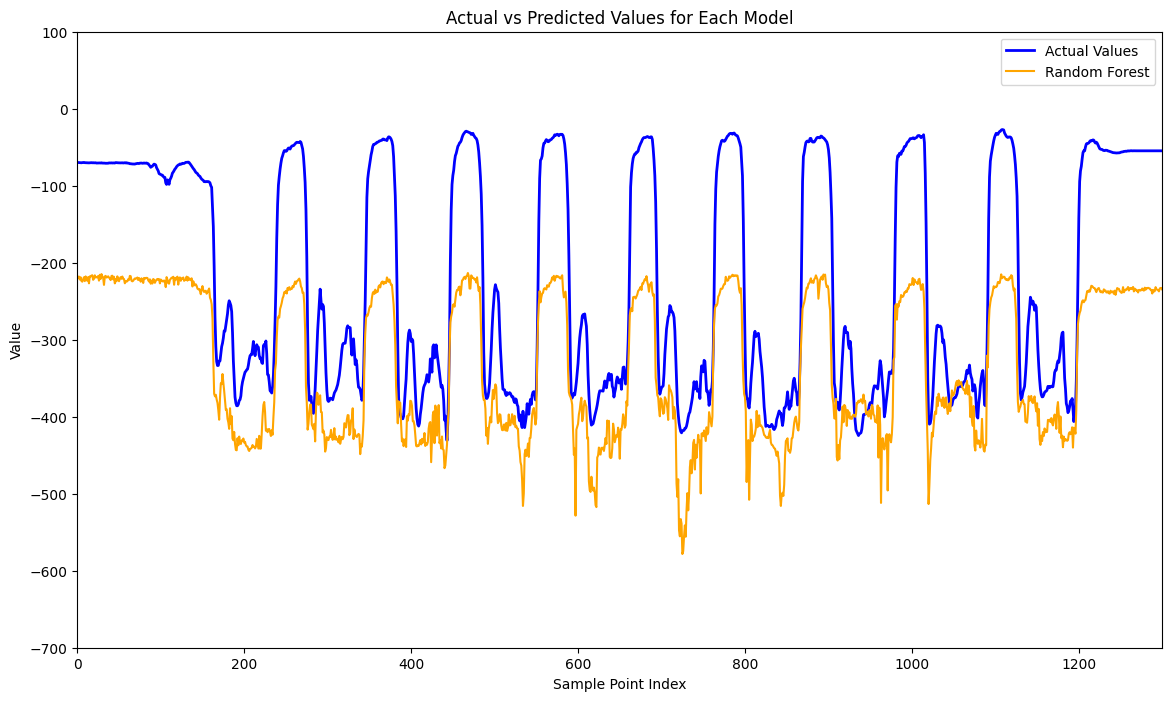 Actual vs Predicted Values for Each Model
Actual Values
Random Forest
Value
100
0
−100
−200
−300
−400
−500
−600
−700
0 200 400 600 800 1000 1200
Sample Point Index